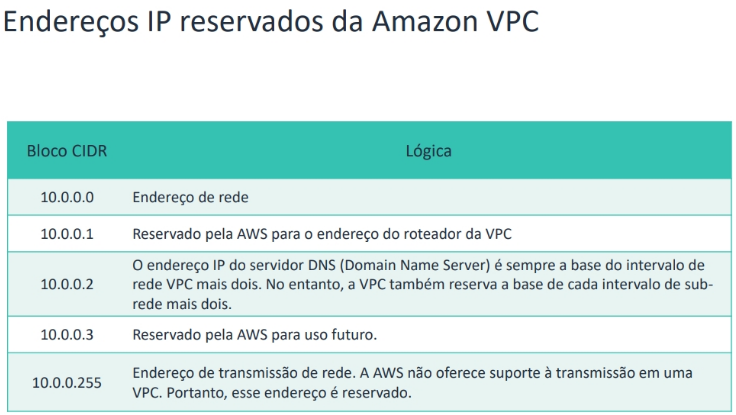 Endereços IP reservados da Amazon VPC
Bloco CIDR Lógica
10.0.0.0 Endereço de rede
10.0.0.1 Reservado pela AWS para o endereço do roteador da VPC
10.0.0.2 O endereço IP do servidor DNS (Domain Name Server) é sempre a base do intervalo de
rede VPC mais dois. No entanto, a VPC também reserva a base de cada intervalo de sub-
rede mais dois.
10.0.0.3 Reservado pela AWS para uso futuro.
10.0.0.255 Endereço de transmissão de rede. A AWS não oferece suporte à transmissão em uma
VPC. Portanto, esse endereço é reservado.